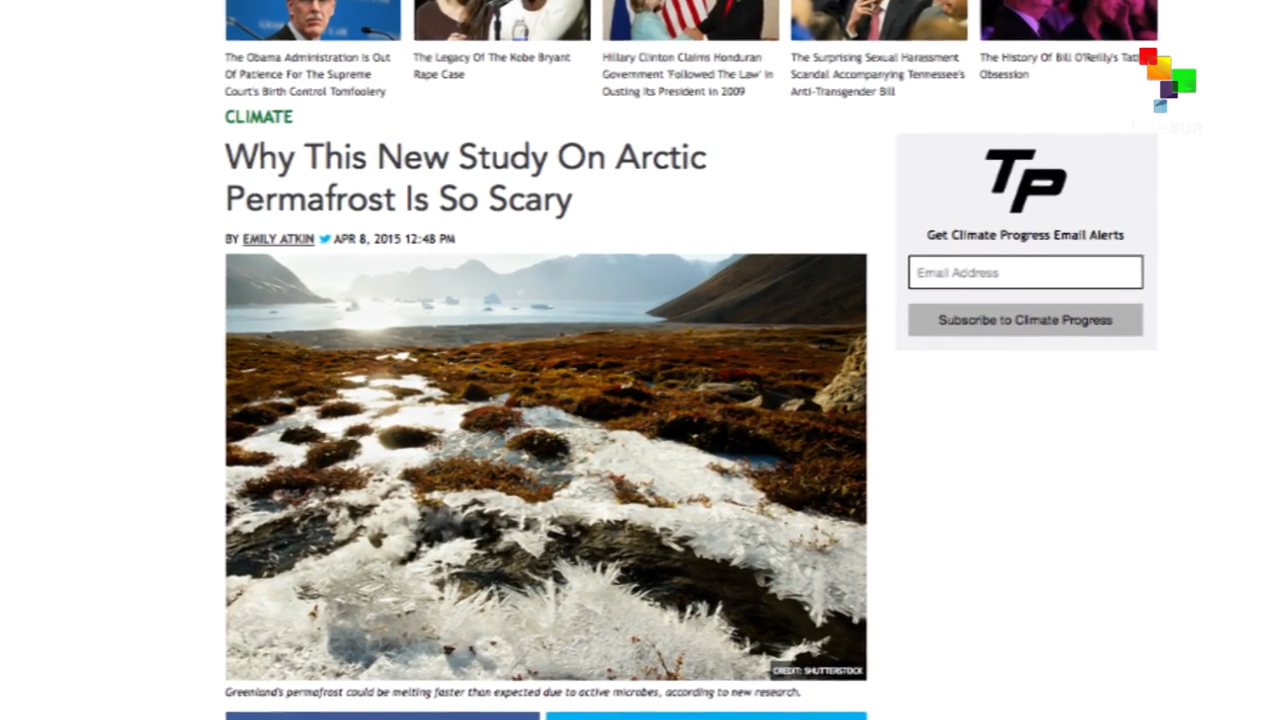 The Obama Administration Is Out
Of Patience For The Supreme
Court's Birth Control Tomfoolery
The Legacy Of The Kobe Bryant
Rape Case
Hillary Clinton Claims Honduran
Government 'Followed The Law' In
Ousting Its President in 2009
The Surprising Sexual Harassment
Scandal Accompanying Tennessee's
Anti-Transgender Bill
The History Of Bill O'Reilly's
Obsession
CLIMATE
Why This New Study On Arctic
Permafrost Is So Scary
BY EMILY ATKIN APR 8, 2015 12:48 PM
CREDIT: SHUTTERSTOCK
Greenland's permafrost could be melting faster than expected due to active microbes, according to new research.
TP
Get Climate Progress Email Alerts
Email Address
Subscribe to Climate Progress